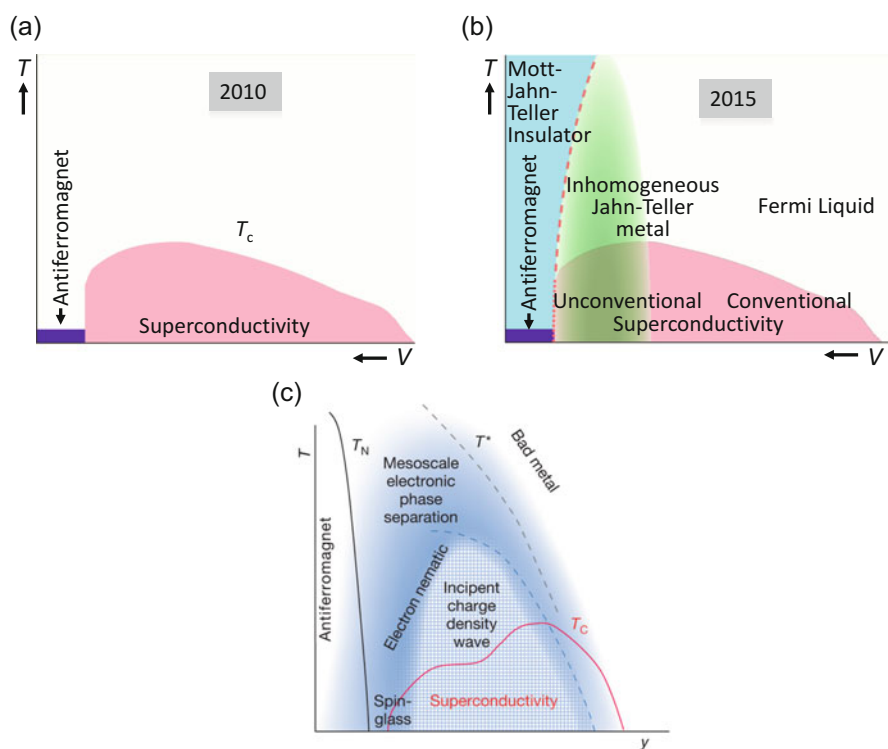 (a)
T
2010
Antiferromagnet
Tc
Superconductivity
V
(b)
T
Mott-
Jahn-
Teller
Insulator
2015
Antiferromagnet
Inhomogeneous
Jahn-Teller
metal
Fermi Liquid
Unconventional Conventional
Superconductivity
V
(c)
T
TN
T*
Bad metal
Mesoscale
electronic
phase
separation
Antiferromagnet
Electron nematic
Incipent
charge
density
wave
Tc
Spin-
glass
Superconductivity
y